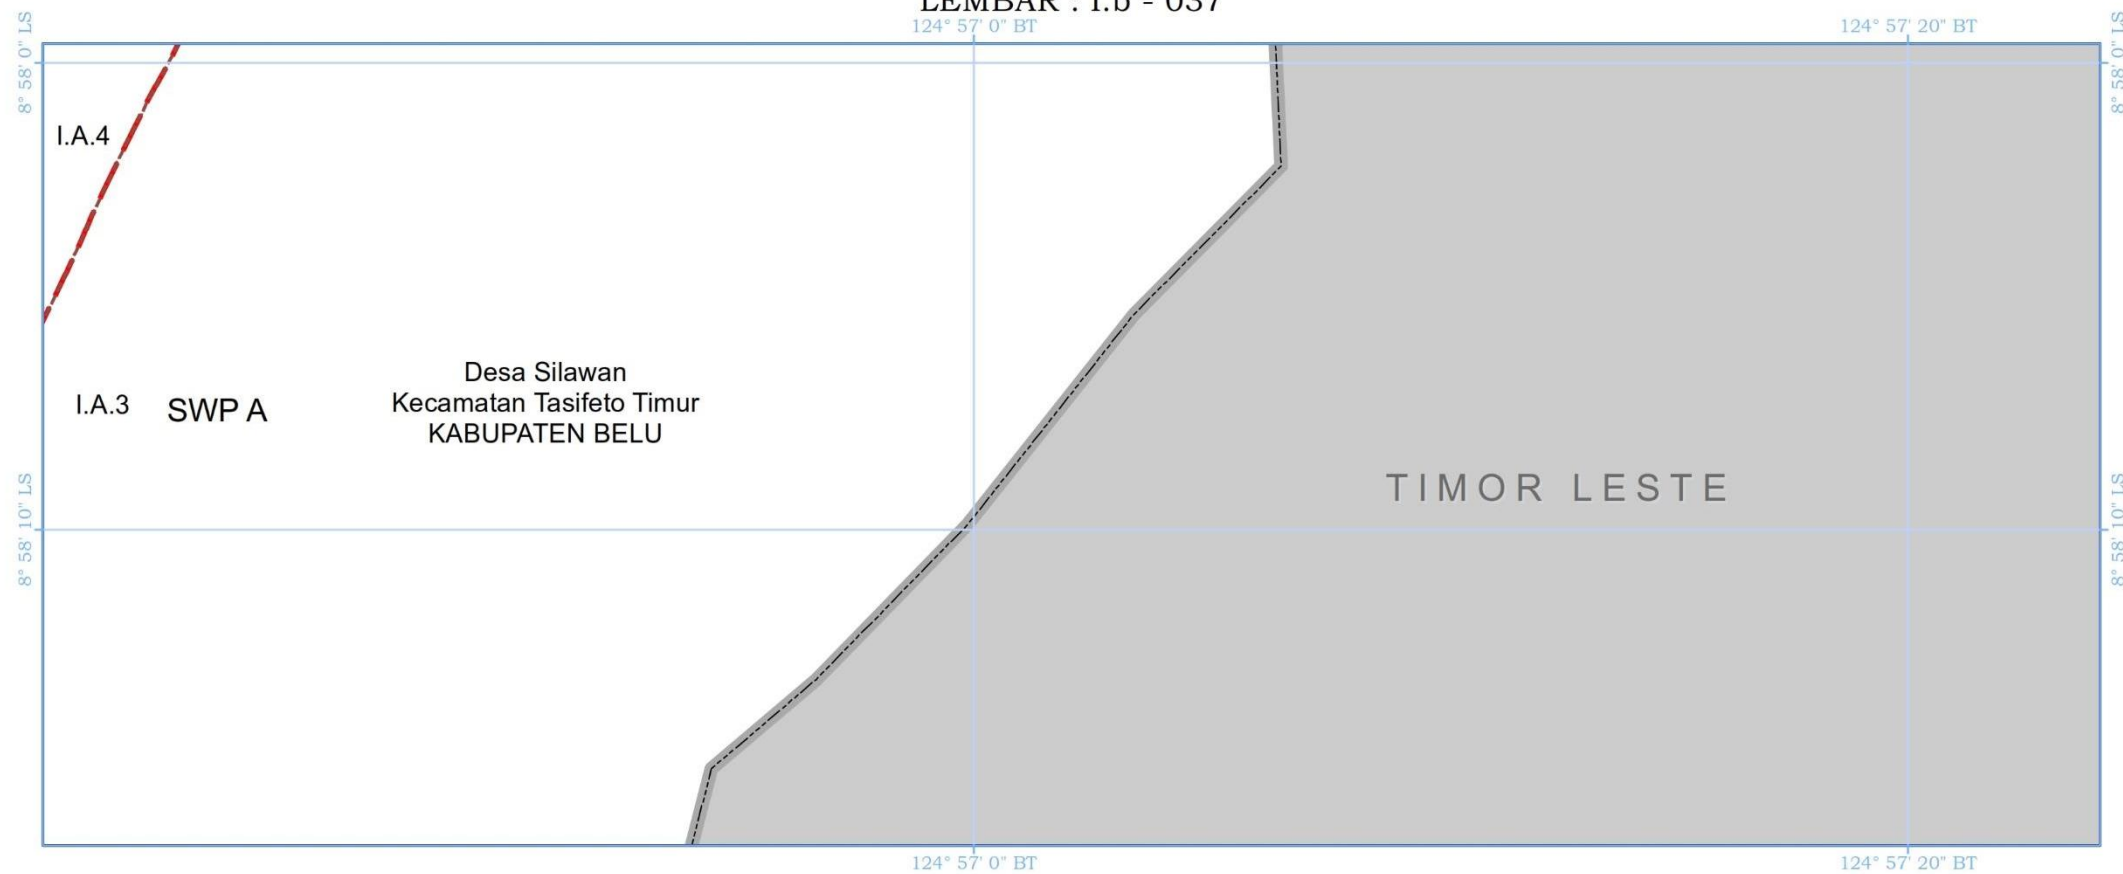 LEMBAR : I.b - 037
124° 57' 0" BT
124° 57' 20" BT
8° 58' 0" LS
8° 58' 0" LS
I.A.4
Desa Silawan
Kecamatan Tasifeto Timur
KABUPATEN BELU
I.A.3
SWP A
TIMOR LESTE
8° 58' 10" LS
8° 58' 10" LS
124° 57' 0" BT
124° 57' 20" BT